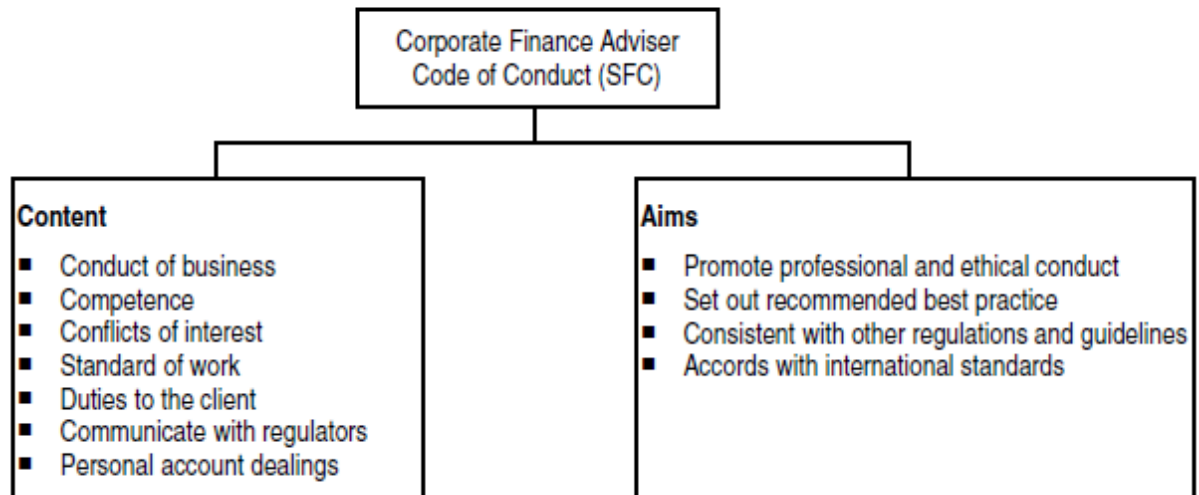 Corporate Finance Adviser
Code of Conduct (SFC)
Content
■ Conduct of business
■ Competence
■ Conflicts of interest
■ Standard of work
■ Duties to the client
■ Communicate with regulators
■ Personal account dealings
Aims
■ Promote professional and ethical conduct
■ Set out recommended best practice
■ Consistent with other regulations and guidelines
■ Accords with international standards